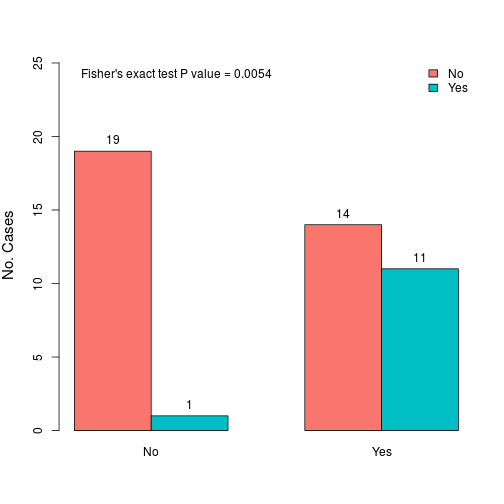 Fisher's exact test P value = 0.0054
No
Yes
No. Cases
25
20
15
10
5
0
19
1
14
11
No
Yes